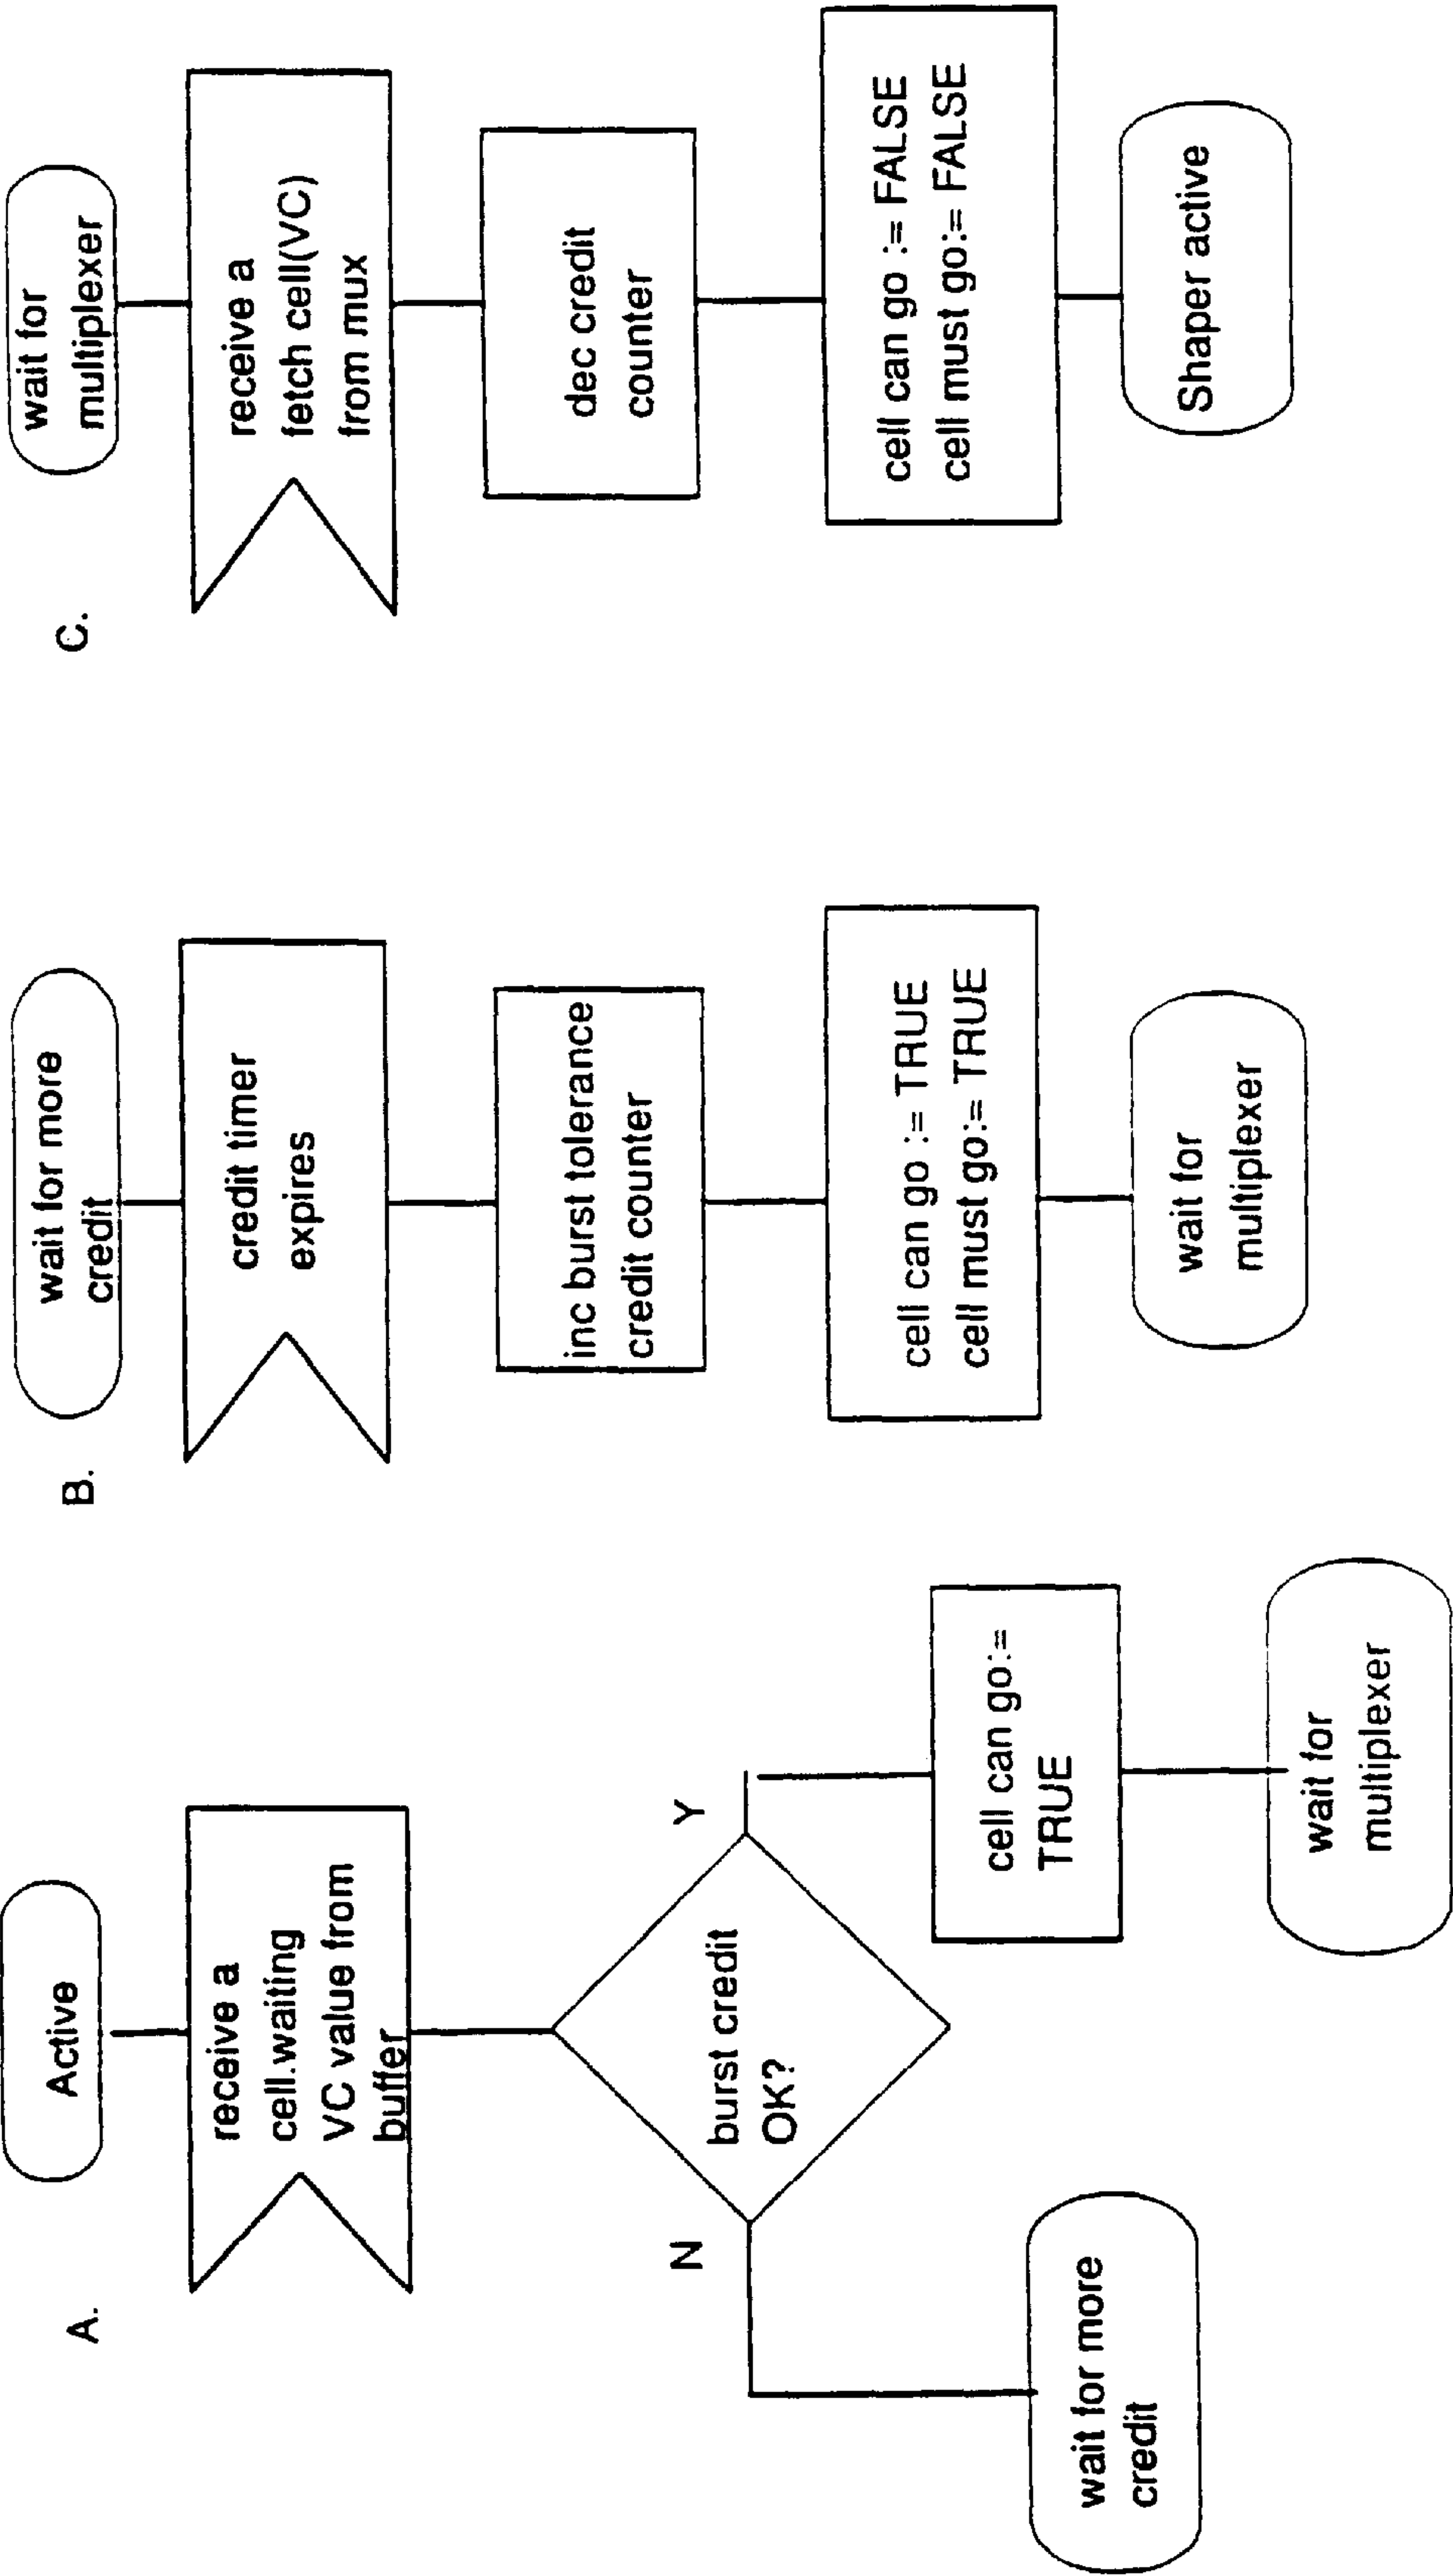 A.
Active
receive a
cell.waiting
VC value from
buffer
burst credit
OK?
N
Y
wait for more
credit
cell can go:=
TRUE
wait for
multiplexer
B.
wait for more
credit
credit timer
expires
inc burst tolerance
credit counter
cell can go := TRUE
cell must go:= TRUE
wait for
multiplexer
C.
wait for
multiplexer
receive a
fetch cell(VC)
from mux
dec credit
counter
cell can go := FALSE
cell must go:= FALSE
Shaper active